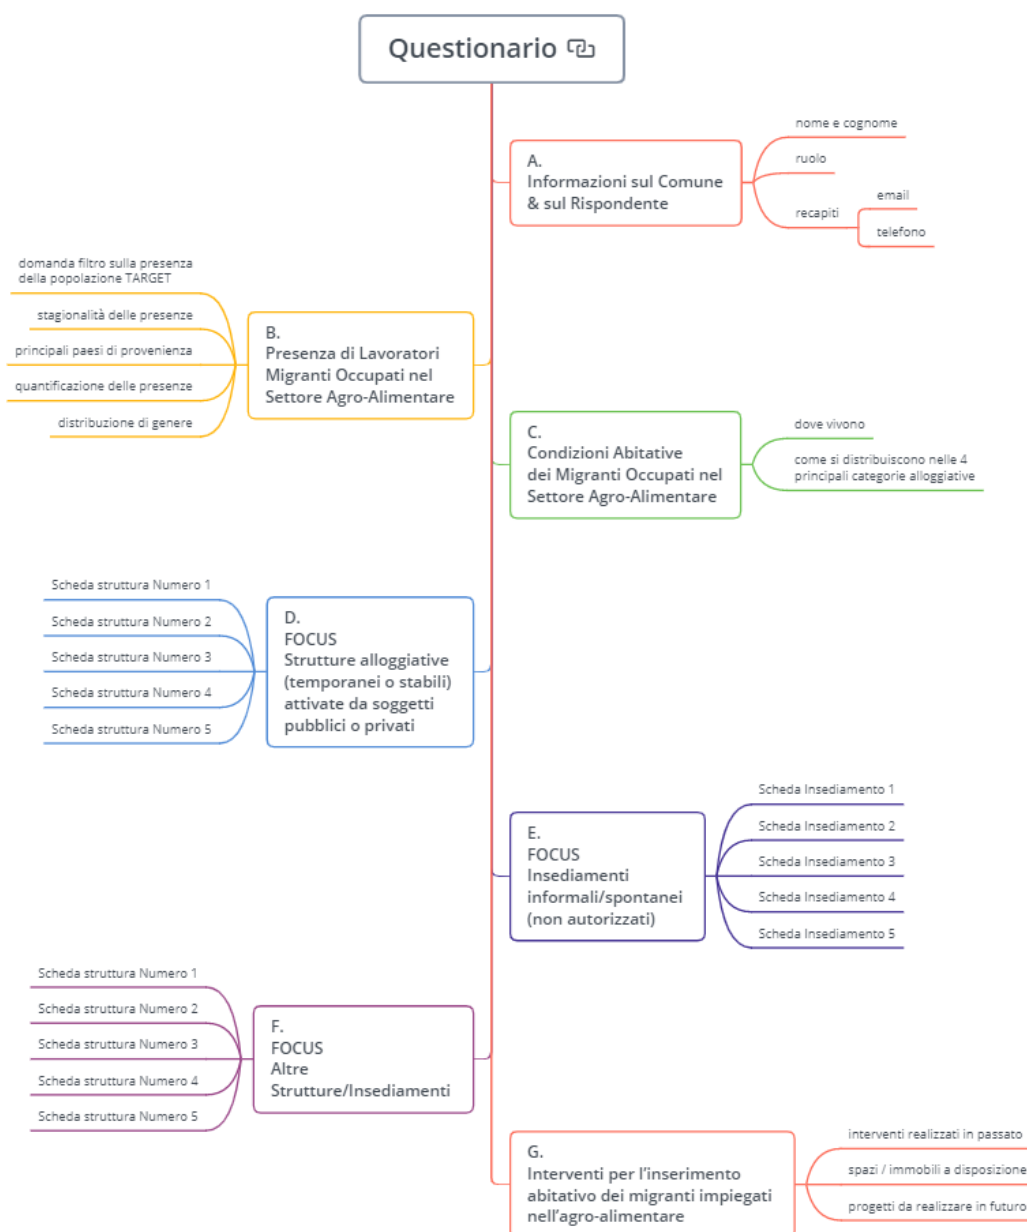 Questionario
A.
Informazioni sul Comune
& sul Rispondente
nome e cognome
ruolo
recapiti
email
telefono
B.
Presenza di Lavoratori
Migranti Occupati nel
Settore Agro-Alimentare
domanda filtro sulla presenza
della popolazione TARGET
stagionalità delle presenze
principali paesi di provenienza
quantificazione delle presenze
distribuzione di genere
C.
Condizioni Abitative
dei Migranti Occupati nel
Settore Agro-Alimentare
dove vivono
come si distribuiscono nelle 4
principali categorie alloggiative
D.
FOCUS
Strutture alloggiative
(temporanei o stabili)
attivate da soggetti
pubblici o privati
Scheda struttura Numero 1
Scheda struttura Numero 2
Scheda struttura Numero 3
Scheda struttura Numero 4
Scheda struttura Numero 5
E.
FOCUS
Insediamenti
informali/spontanei
(non autorizzati)
Scheda Insediamento 1
Scheda Insediamento 2
Scheda Insediamento 3
Scheda Insediamento 4
Scheda Insediamento 5
F.
FOCUS
Altre
Strutture/Insediamenti
Scheda struttura Numero 1
Scheda struttura Numero 2
Scheda struttura Numero 3
Scheda struttura Numero 4
Scheda struttura Numero 5
G.
Interventi per l'inserimento
abitativo dei migranti impiegati
nell'agro-alimentare
interventi realizzati in passato
spazi / immobili a disposizione
progetti da realizzare in futuro